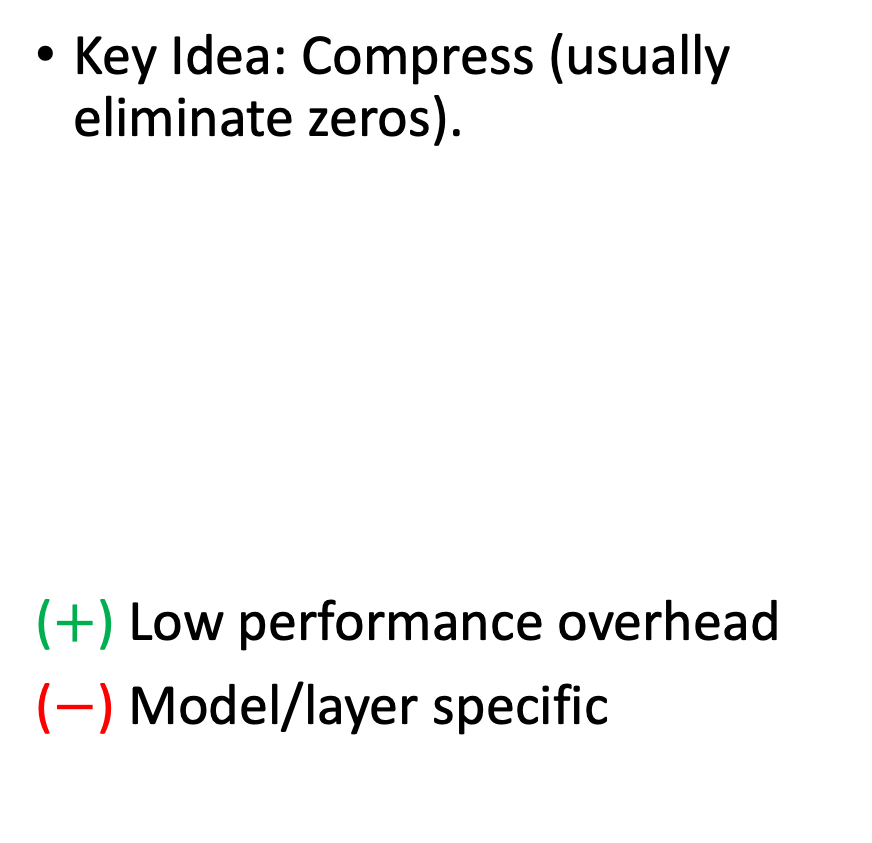 • Key Idea: Compress (usually
eliminate zeros).
(+) Low performance overhead
(−) Model/layer specific